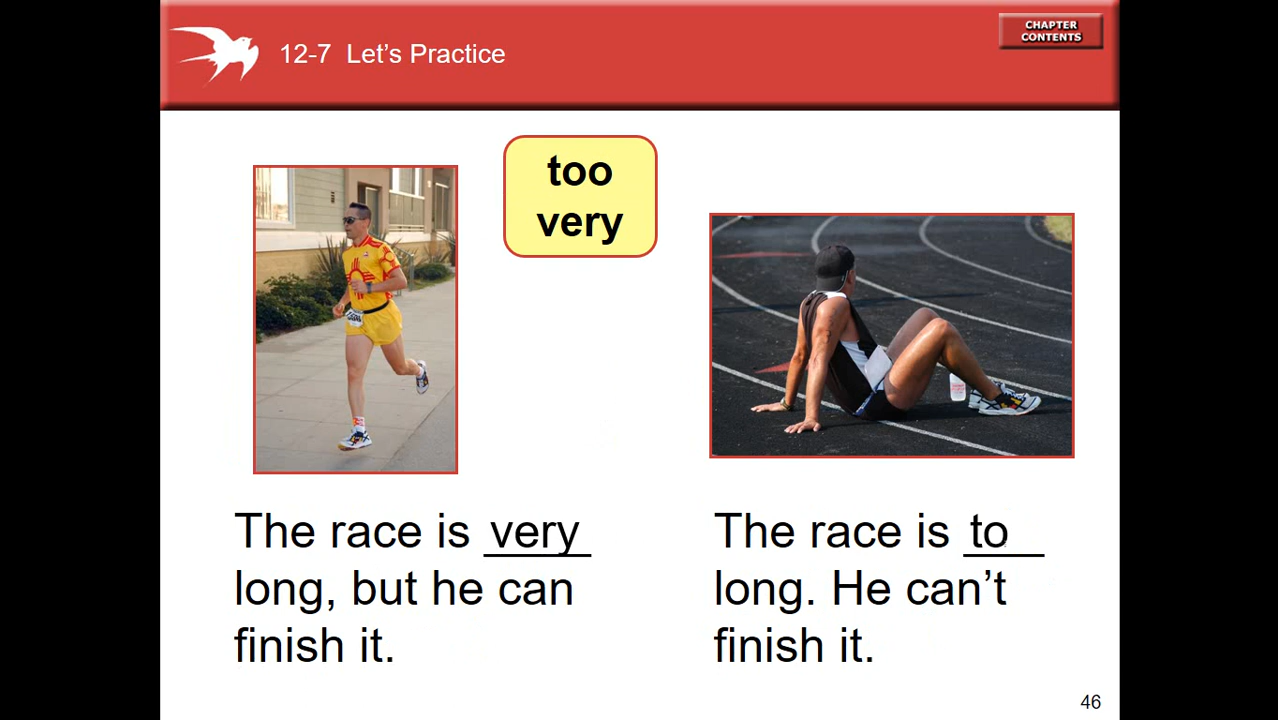 CHAPTER
CONTENTS
12-7 Let's Practice
too
very
The race is very
long, but he can
finish it.
The race is to
long. He can't
finish it.
46